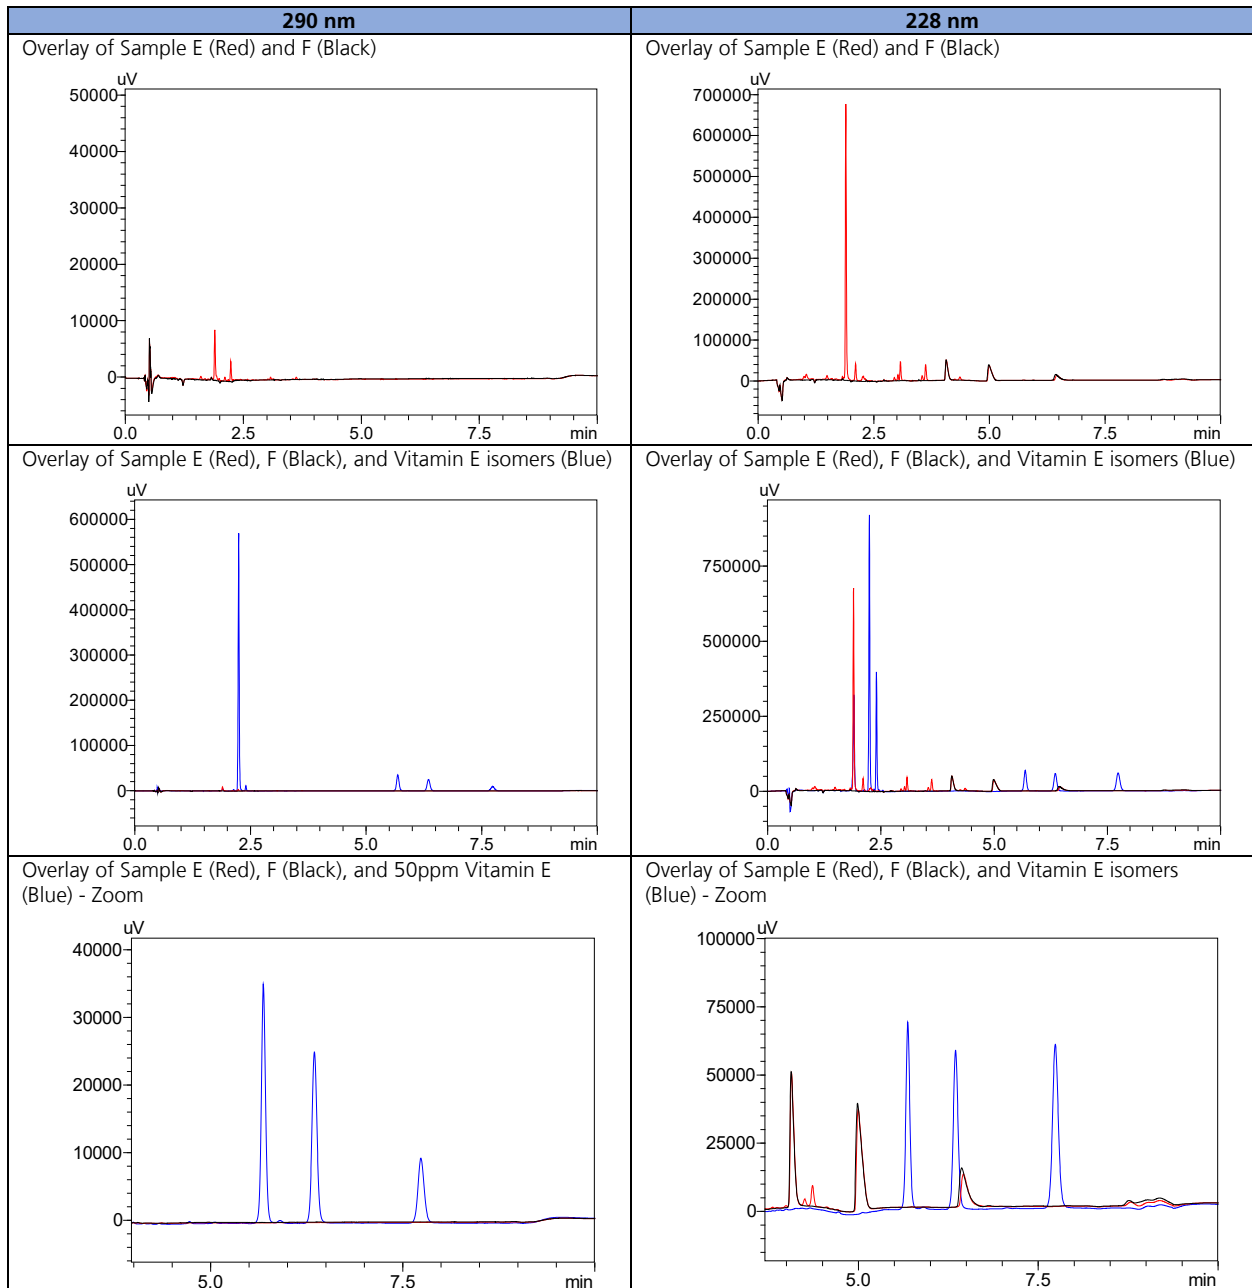 290 nm
228 nm
Overlay of Sample E (Red) and F (Black)
uV
50000
40000
30000
20000
10000
0
0.0 2.5 5.0 7.5 min
Overlay of Sample E (Red) and F (Black)
uV
700000
600000
500000
400000
300000
200000
100000
0
0.0 2.5 5.0 7.5 min
Overlay of Sample E (Red), F (Black), and Vitamin E isomers (Blue)
uV
600000
500000
400000
300000
200000
100000
0
0.0 2.5 5.0 7.5 min
Overlay of Sample E (Red), F (Black), and Vitamin E isomers (Blue)
uV
750000
500000
250000
0
0.0 2.5 5.0 7.5 min
Overlay of Sample E (Red), F (Black), and 50ppm Vitamin E
(Blue) - Zoom
uV
40000
30000
20000
10000
0
5.0 7.5 min
Overlay of Sample E (Red), F (Black), and Vitamin E isomers
(Blue) - Zoom
uV
100000
75000
50000
25000
0
5.0 7.5 min